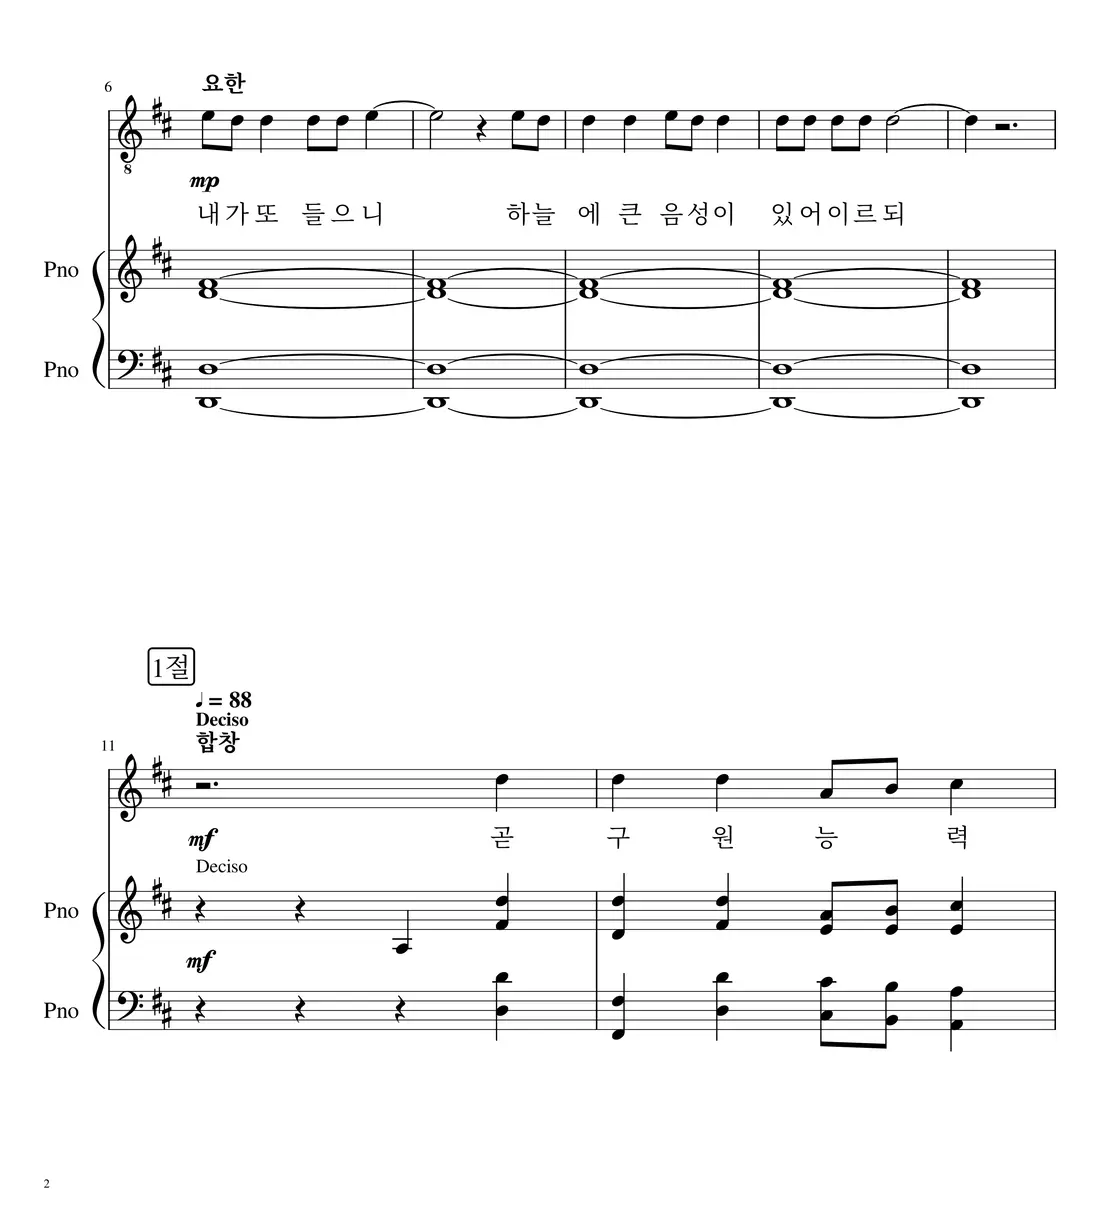 6
요한
8
mp
내 가 또 들 으 니 하 늘 에 큰 음 성 이 있 어 이 르 되
Pno
Pno
1절
♩ = 88
Deciso
합창
11
mf
곧 구 원 능 력
Deciso
Pno
mf
Pno
2